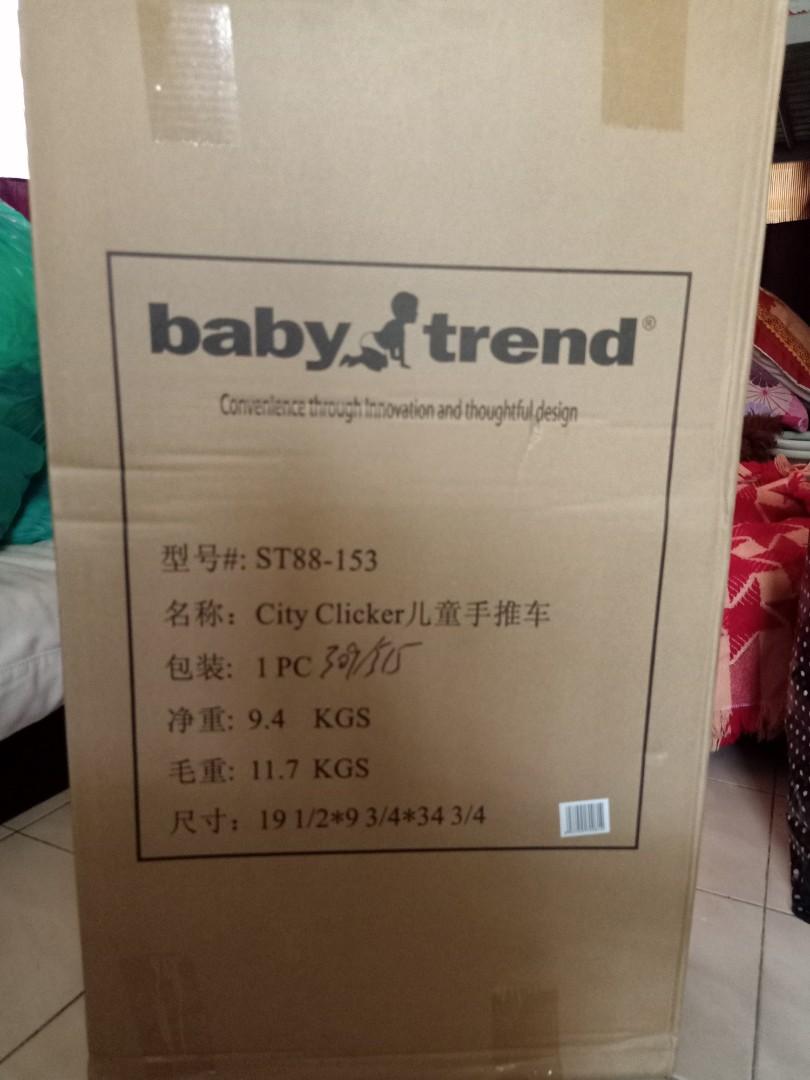 baby trend®
Convenience through Innovation and thoughtful design
型号#: ST88-153
名称：City Clicker儿童手推车
包装: 1 PC 309/515
净重: 9.4 KGS
毛重: 11.7 KGS
尺寸：19 1/2*9 3/4*34 3/4